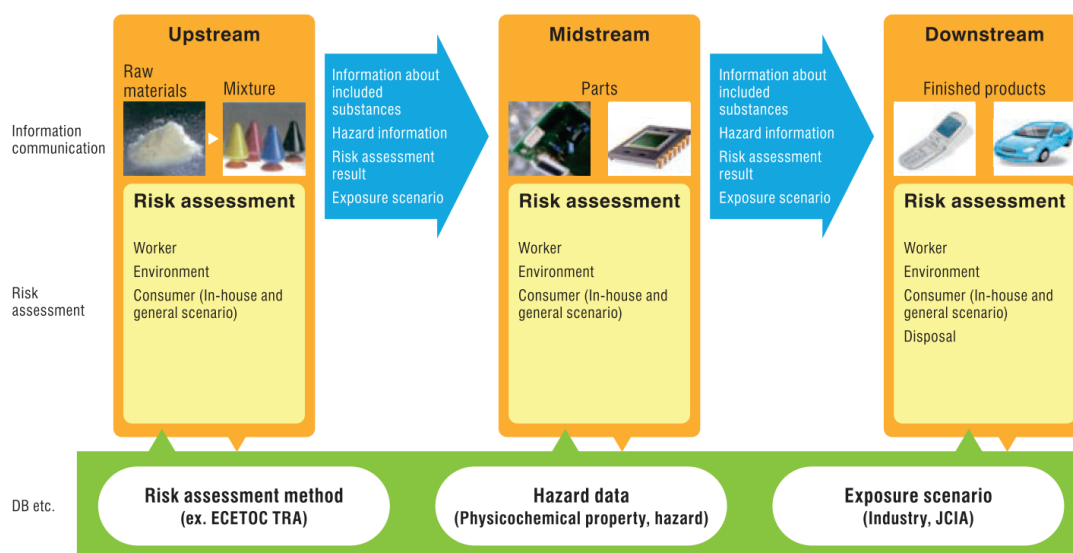 Upstream
Midstream
Downstream
Raw
materials
Mixture
Information about
included
substances
Hazard information
Risk assessment
result
Exposure scenario
Parts
Information about
included
substances
Hazard information
Risk assessment
result
Exposure scenario
Finished products
Information
communication
Risk assessment
Worker
Environment
Consumer (In-house and
general scenario)
Risk assessment
Worker
Environment
Consumer (In-house and
general scenario)
Risk assessment
Worker
Environment
Consumer (In-house and
general scenario)
Disposal
Risk
assessment
DB etc.
Risk assessment method
(ex. ECETOC TRA)
Hazard data
(Physicochemical property, hazard)
Exposure scenario
(Industry, JCIA)